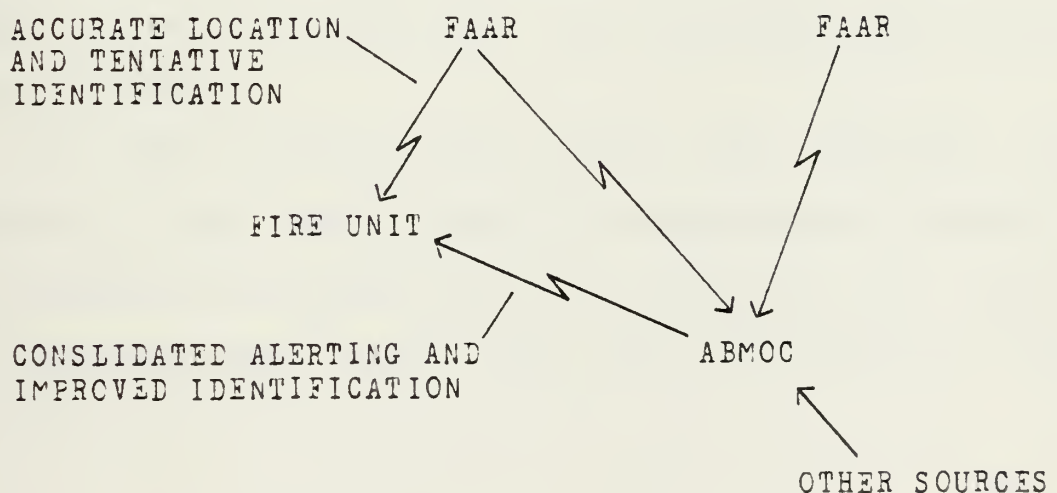 ACCURATE LOCATION
AND TENTATIVE
IDENTIFICATION
FAAR
FAAR
FIRE UNIT
CONSLIDATED ALERTING AND
IMPROVED IDENTIFICATION
ABMOC
OTHER SOURCES